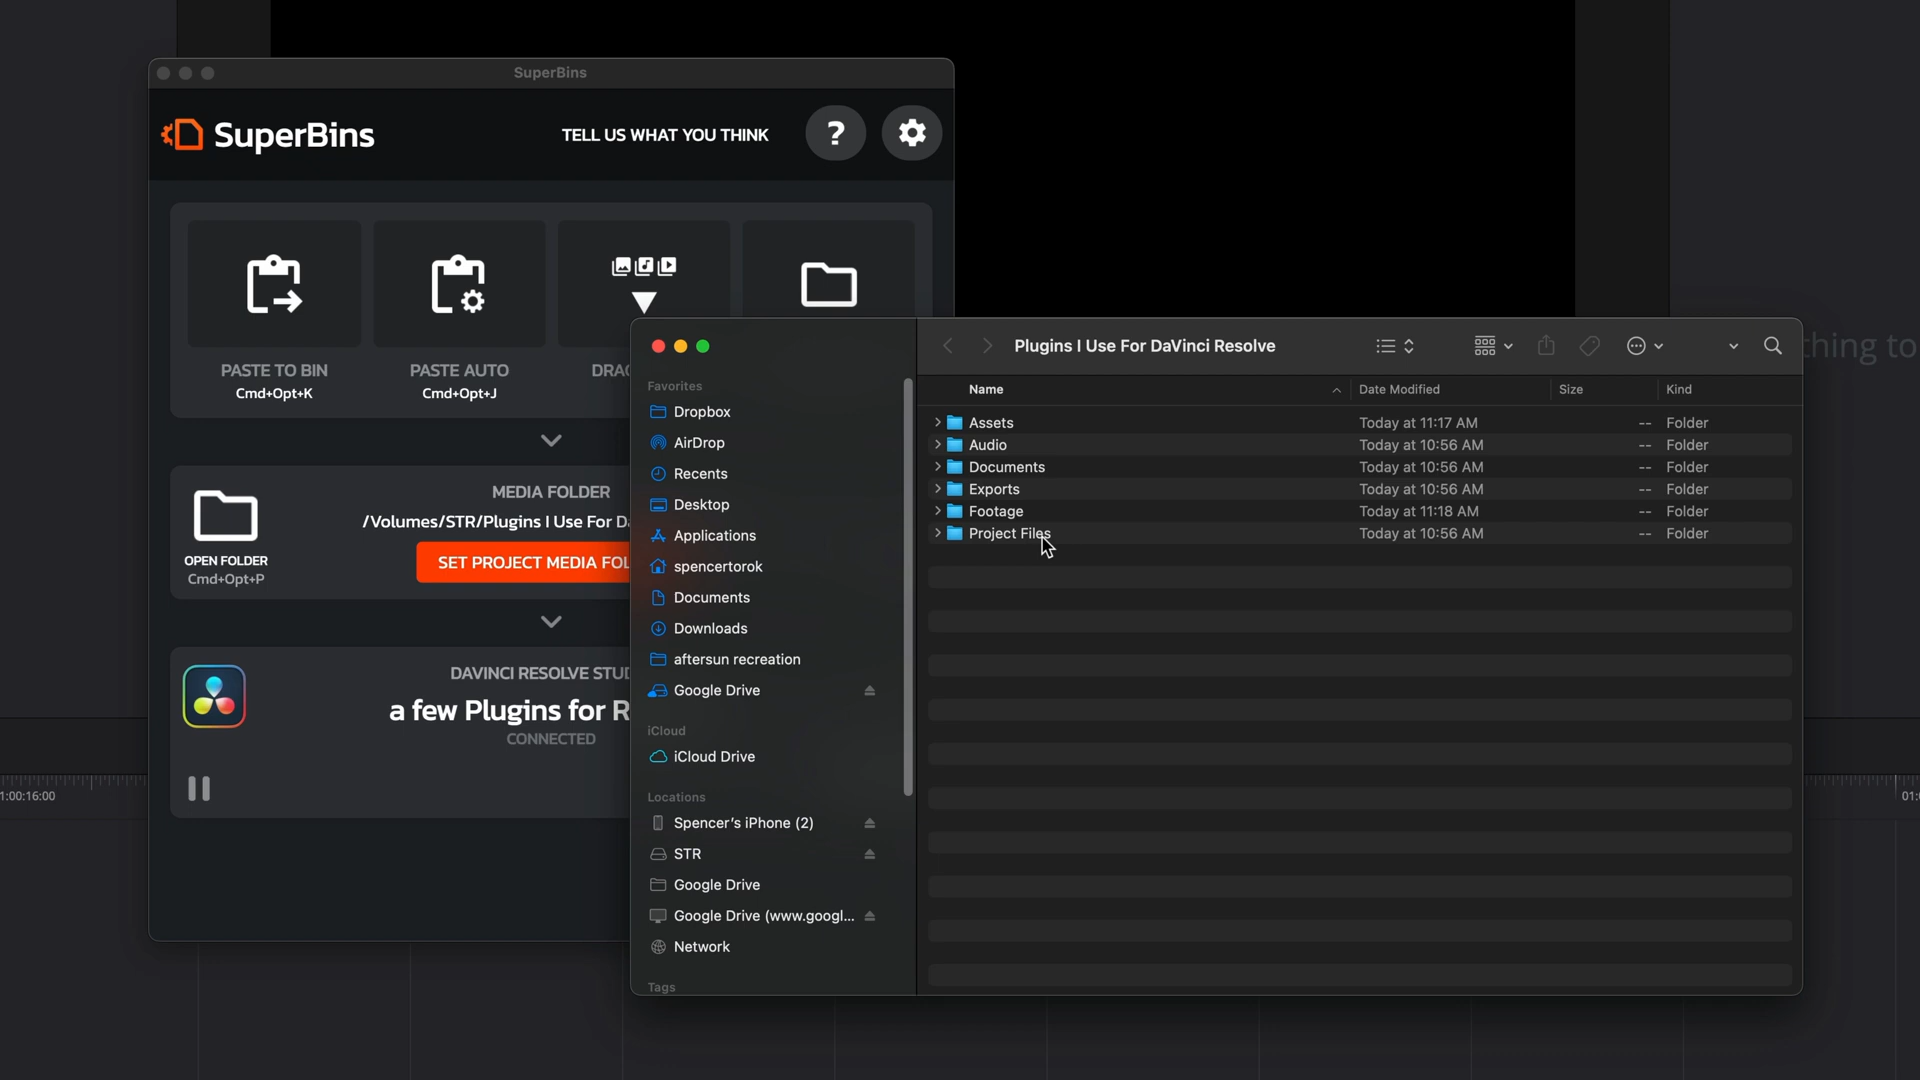 SuperBins
SuperBins
TELL US WHAT YOU THINK
?
PASTE TO BIN
Cmd+Opt+K
PASTE AUTO
Cmd+Opt+J
DRA
MEDIA FOLDER
OPEN FOLDER
Cmd+Opt+P
/Volumes/STR/Plugins I Use For D
SET PROJECT MEDIA FOL
DAVINCI RESOLVE STUD
a few Plugins for R
CONNECTED
1:00:16:00
Plugins I Use For DaVinci Resolve
Favorites
Dropbox
AirDrop
Recents
Desktop
Applications
spencertorok
Documents
Downloads
aftersun recreation
Google Drive
iCloud
iCloud Drive
Locations
Spencer's iPhone (2)
STR
Google Drive
Google Drive (www.googl...
Network
Tags
Name Date Modified Size Kind
Assets Today at 11:17 AM -- Folder
Audio Today at 10:56 AM -- Folder
Documents Today at 10:56 AM -- Folder
Exports Today at 10:56 AM -- Folder
Footage Today at 11:18 AM -- Folder
Project Files Today at 10:56 AM -- Folder
thing to
01: